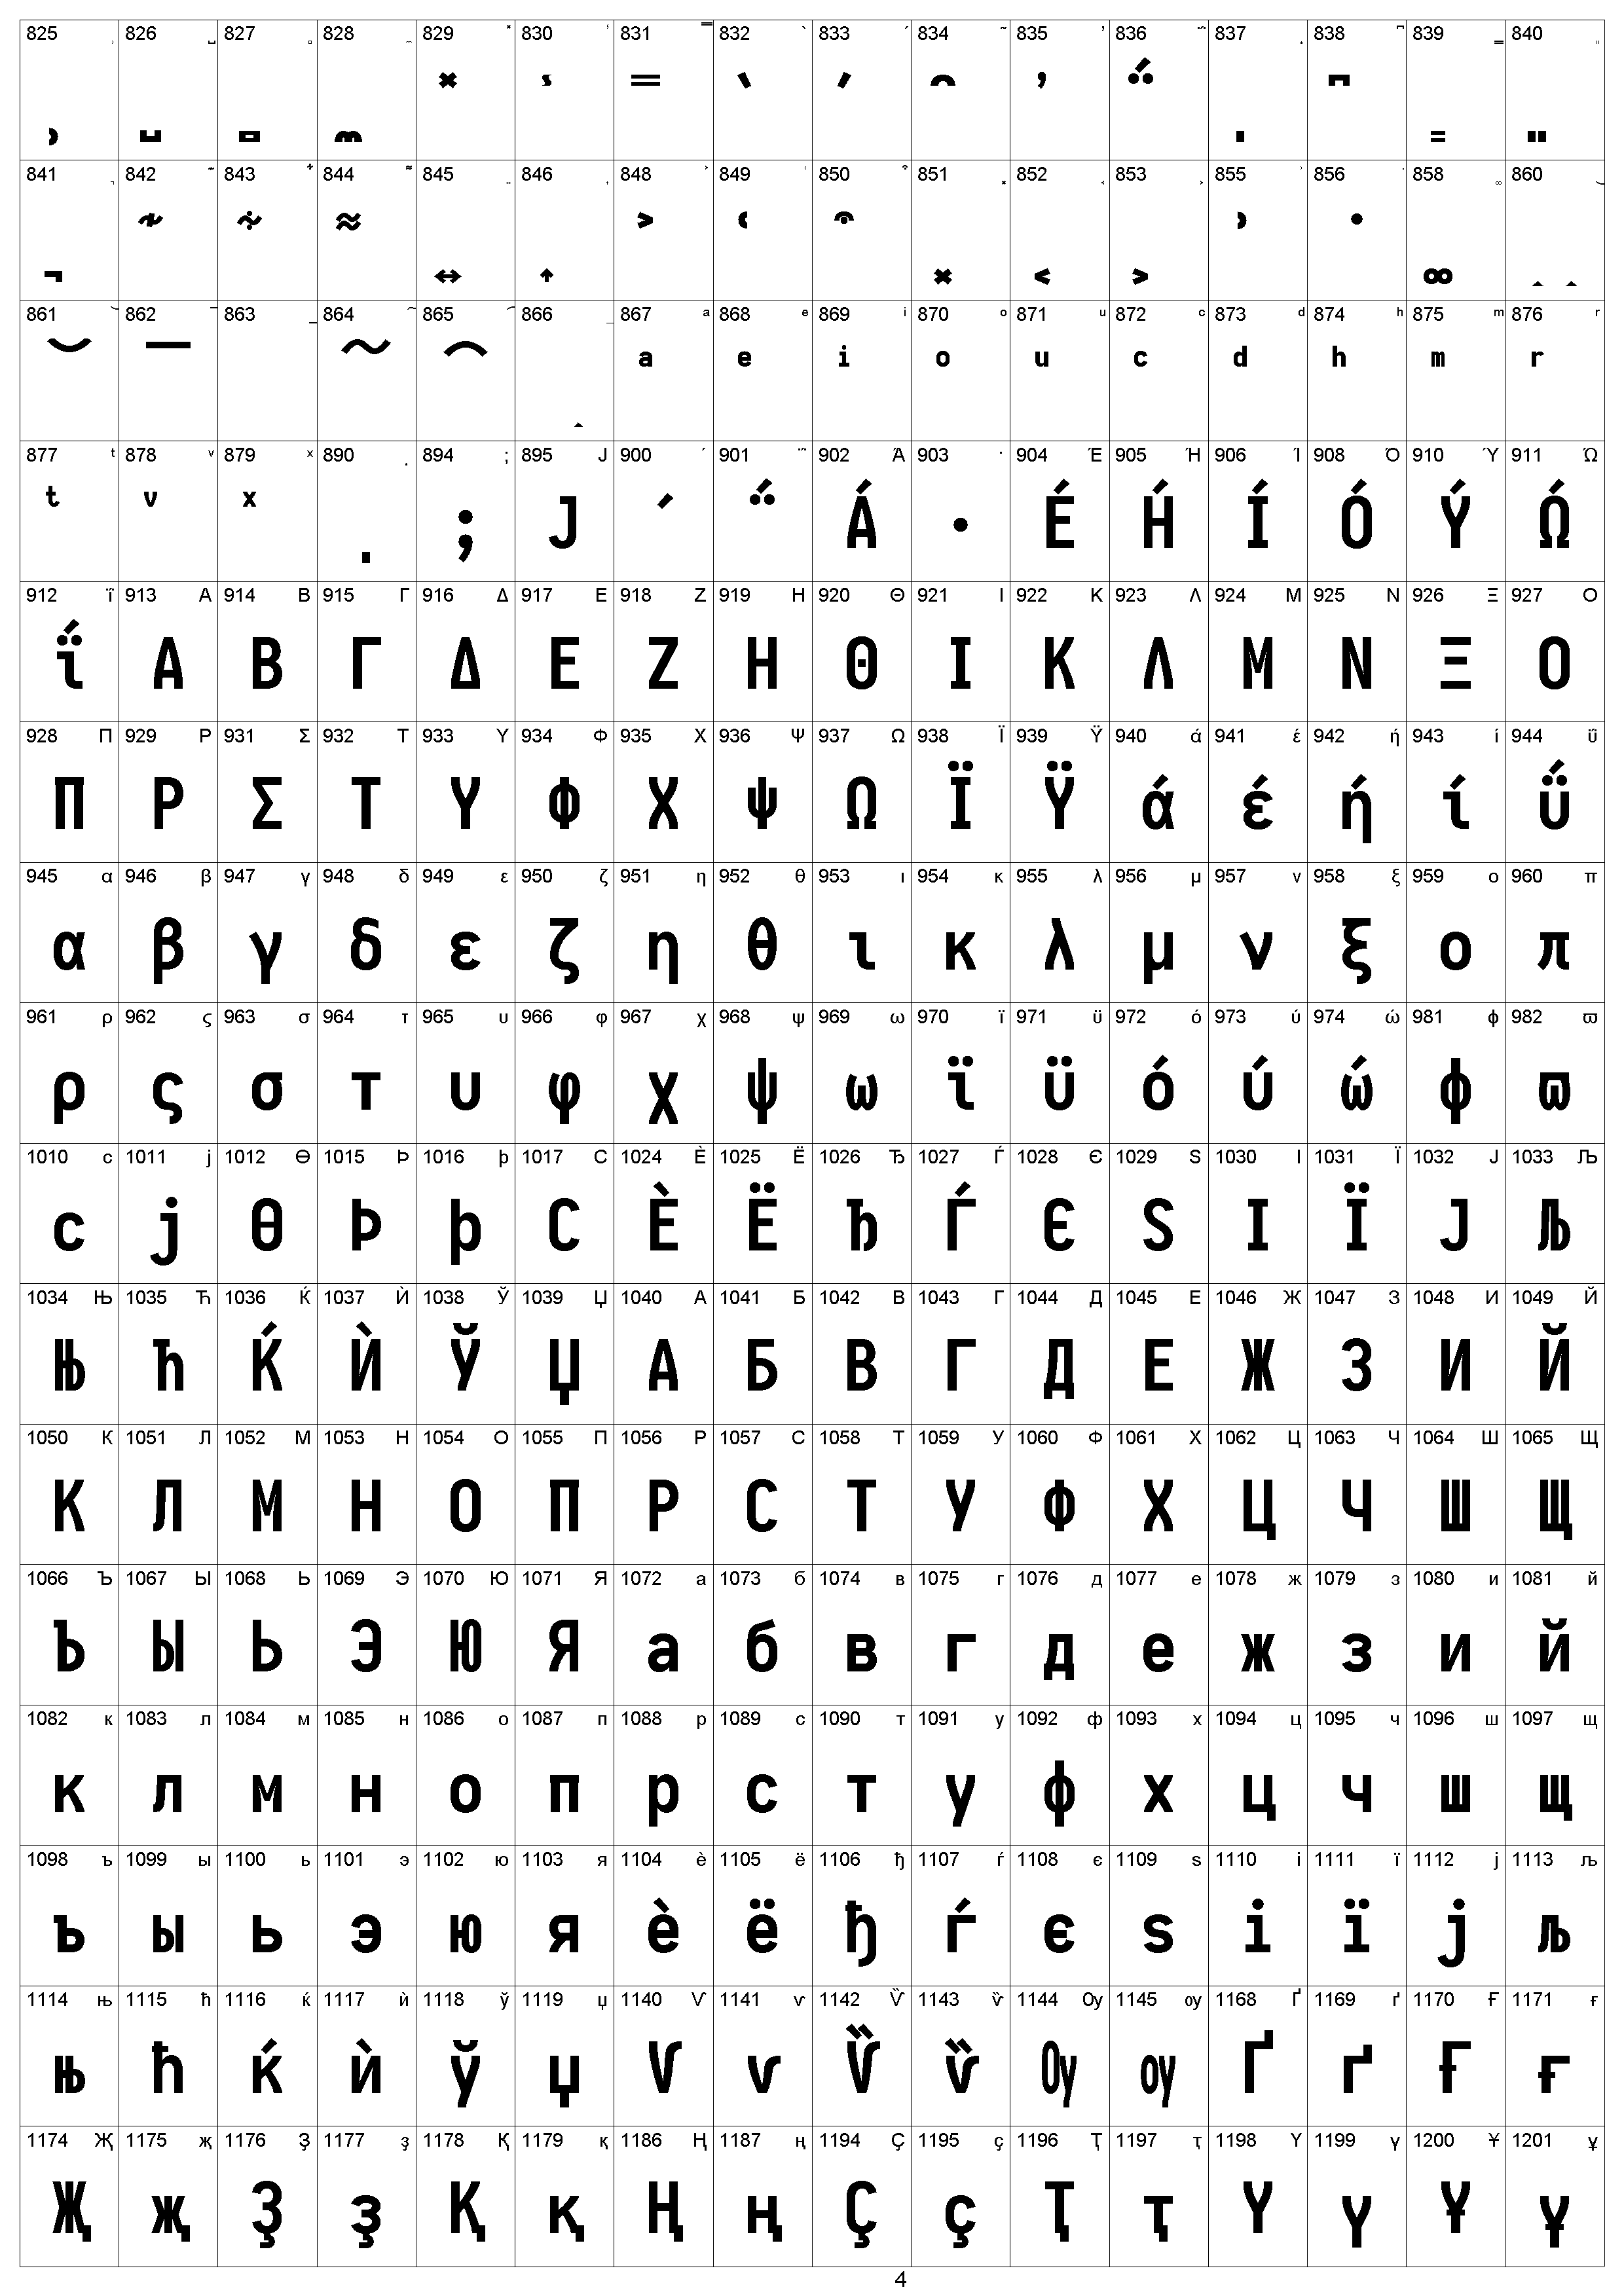 825 826 827 828 829 830 831 832 833 834 835 836 837 838 839 840
841 842 843 844 845 846 848 849 850 851 852 853 855 856 858 860
861 862 863 864 865 866 867 a 868 e 869 i 870 o 871 u 872 c 873 d 874 h 875 m 876 r
a e i o u c d h m r
877 t 878 v 879 x 890 894 ; 895 Ϳ 900 ΄ 901 ΅ 902 Ά 903 · 904 Έ 905 Ή 906 Ί 908 Ό 910 Ύ 911 Ώ
t v x . ; Ϳ ΄ ΅ Ά · Έ Ή Ί Ό Ύ Ώ
912 ΐ 913 Α 914 Β 915 Γ 916 Δ 917 Ε 918 Ζ 919 Η 920 Θ 921 Ι 922 Κ 923 Λ 924 Μ 925 Ν 926 Ξ 927 Ο
ΐ Α Β Γ Δ Ε Ζ Η Θ Ι Κ Λ Μ Ν Ξ Ο
928 Π 929 Ρ 931 Σ 932 Τ 933 Υ 934 Φ 935 Χ 936 Ψ 937 Ω 938 Ϊ 939 Ϋ 940 ά 941 έ 942 ή 943 ί 944 ΰ
Π Ρ Σ Τ Υ Φ Χ Ψ Ω Ϊ Ϋ ά έ ή ί ΰ
945 α 946 β 947 γ 948 δ 949 ε 950 ζ 951 η 952 θ 953 ι 954 κ 955 λ 956 μ 957 ν 958 ξ 959 ο 960 π
α β γ δ ε ζ η θ ι κ λ μ ν ξ ο π
961 ρ 962 ς 963 σ 964 τ 965 υ 966 φ 967 χ 968 ψ 969 ω 970 ϊ 971 ϋ 972 ό 973 ύ 974 ώ 981 ϕ 982 ϖ
ρ ς σ τ υ φ χ ψ ω ϊ ϋ ό ύ ώ ϕ ϖ
1010 ϲ 1011 ϳ 1012 ϴ 1015 Ϸ 1016 ϸ 1017 Ϲ 1024 Ѐ 1025 Ё 1026 Ђ 1027 Ѓ 1028 Є 1029 Ѕ 1030 І 1031 Ї 1032 Ј 1033 Љ
ϲ ϳ ϴ Ϸ ϸ Ϲ Ѐ Ё Ђ Ѓ Є Ѕ І Ї Ј Љ
1034 Њ 1035 Ћ 1036 Ќ 1037 Ѝ 1038 Ў 1039 Џ 1040 А 1041 Б 1042 В 1043 Г 1044 Д 1045 Е 1046 Ж 1047 З 1048 И 1049 Й
Њ Ћ Ќ Ѝ Ў Џ А Б В Г Д Е Ж З И Й
1050 К 1051 Л 1052 М 1053 Н 1054 О 1055 П 1056 Р 1057 С 1058 Т 1059 У 1060 Ф 1061 Х 1062 Ц 1063 Ч 1064 Ш 1065 Щ
К Л М Н О П Р С Т У Ф Х Ц Ч Ш Щ
1066 Ъ 1067 Ы 1068 Ь 1069 Э 1070 Ю 1071 Я 1072 а 1073 б 1074 в 1075 г 1076 д 1077 е 1078 ж 1079 з 1080 и 1081 й
Ъ Ы Ь Э Ю Я а б в г д е ж з и й
1082 к 1083 л 1084 м 1085 н 1086 о 1087 п 1088 р 1089 с 1090 т 1091 у 1092 ф 1093 х 1094 ц 1095 ч 1096 ш 1097 щ
к л м н о п р с т у ф х ц ч ш щ
1098 ъ 1099 ы 1100 ь 1101 э 1102 ю 1103 я 1104 ѐ 1105 ё 1106 ђ 1107 ѓ 1108 є 1109 ѕ 1110 і 1111 ї 1112 ј 1113 љ
ъ ы ь э ю я ѐ ё ђ ѓ є ѕ і ї ј љ
1114 њ 1115 ћ 1116 ќ 1117 ѝ 1118 ў 1119 џ 1140 Ѵ 1141 ѵ 1142 Ѷ 1143 ѷ 1144 Ѹ 1145 ѹ 1168 Ґ 1169 ґ 1170 Ғ 1171 ғ
њ ћ ќ ѝ ў џ Ѵ ѵ Ѷ ѷ Ѹ ѹ Ґ ґ Ғ ғ
1174 Җ 1175 җ 1176 Ҙ 1177 ҙ 1178 Қ 1179 қ 1186 Ң 1187 ң 1194 Ҫ 1195 ҫ 1196 Ҭ 1197 ҭ 1198 Ү 1199 ү 1200 Ұ 1201 ұ
Җ җ Ҙ ҙ Қ қ Ң ң Ҫ ҫ Ҭ ҭ Ү ү Ұ ұ
4